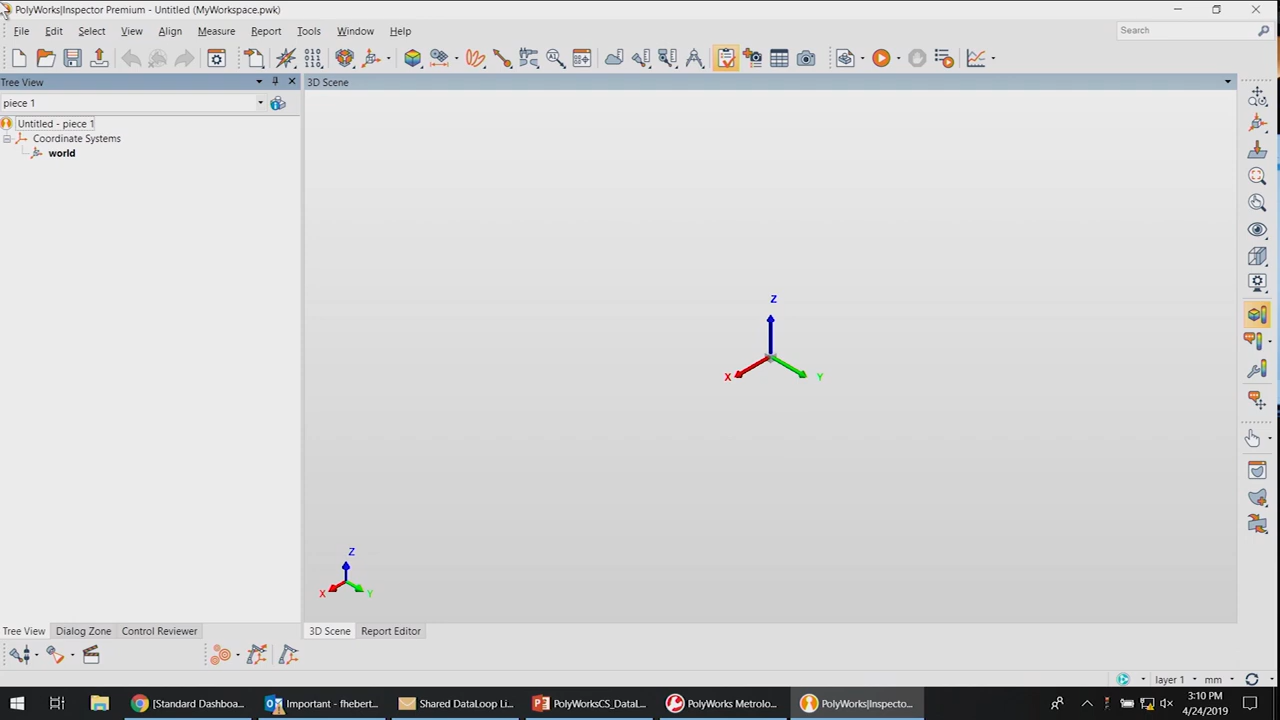 PolyWorks|Inspector Premium - Untitled (MyWorkspace.pwk)
File Edit Select View Align Measure Report Tools Window Help
Search
Tree View
3D Scene
piece 1
Untitled - piece 1
Coordinate Systems
world
Z
X
Y
Z
X
Y
Tree View Dialog Zone Control Reviewer
3D Scene Report Editor
layer 1 mm
[Standard Dashboa...
Important - fhebert...
Shared DataLoop Li...
PolyWorksCS_DataL...
PolyWorks Metrolo...
PolyWorks|Inspecto...
3:10 PM
4/24/2019